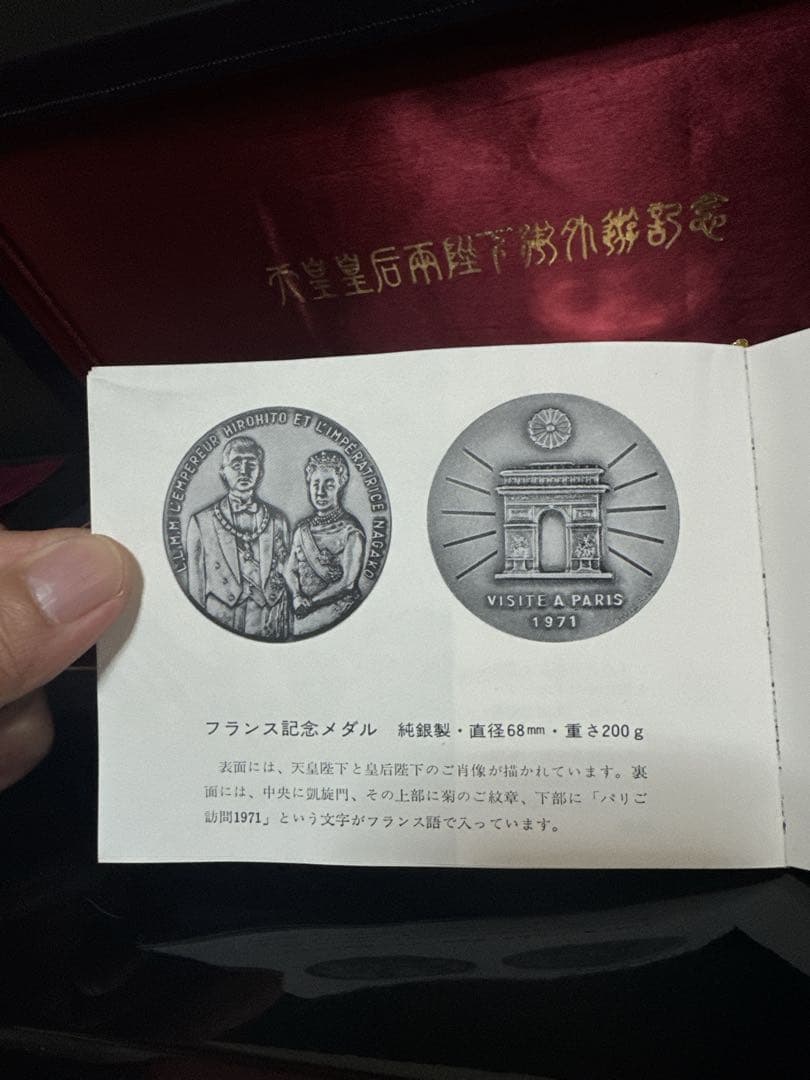 天皇皇后兩陛下御外遊記念
L.L.M.M L'EMPEREUR HIROHITO ET L'IMPÉRATRICE NAGAKO
VISITE A PARIS
1971
フランス記念メダル 純銀製・直径68mm・重さ200g
表面には、天皇陛下と皇后陛下のご肖像が描かれています。裏
面には、中央に凱旋門、その上部に菊のご紋章、下部に「パリご
訪問1971」という文字がフランス語で入っています。